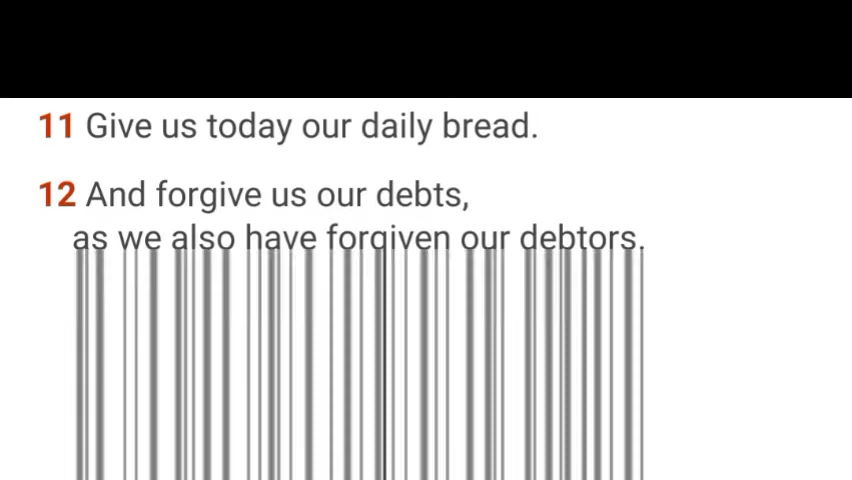 11 Give us today our daily bread.
12 And forgive us our debts,
as we also have forgiven our debtors.